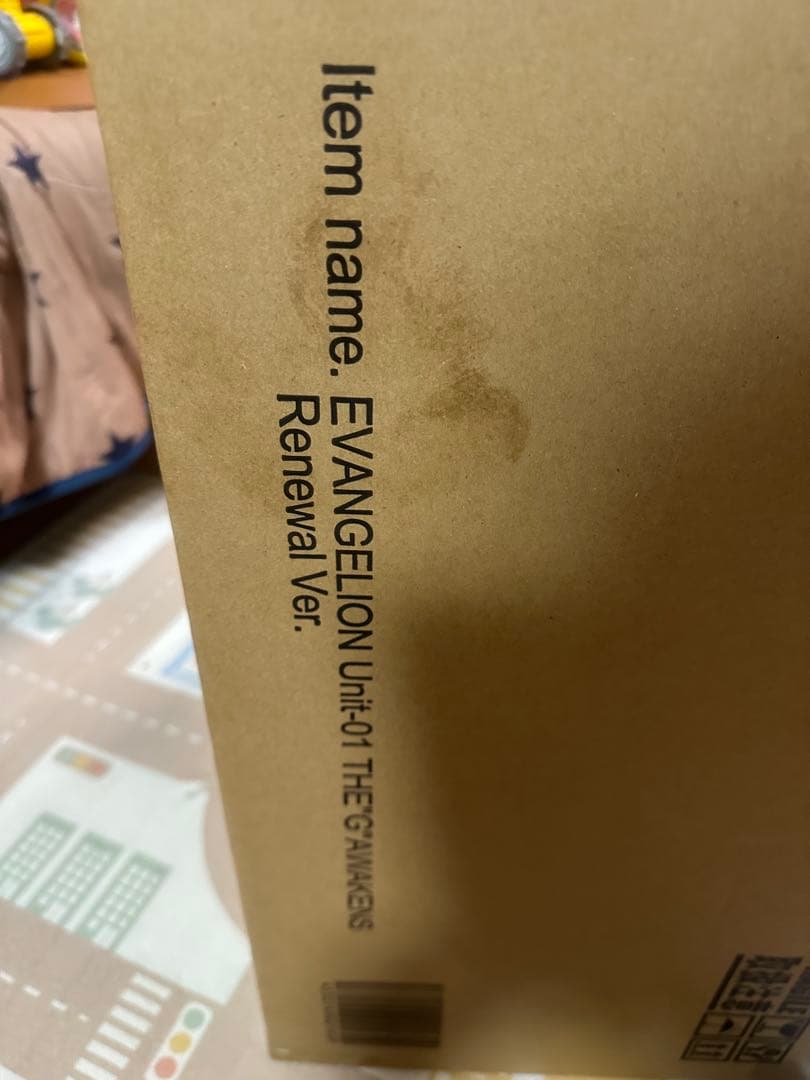 Item name. EVANGELION Unit-01 THE"G"AWAKENS
Renewal Ver.